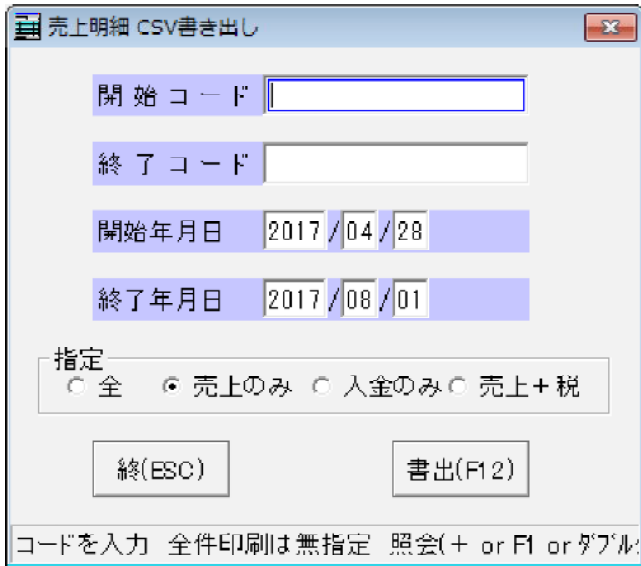 売上明細 CSV書き出し
開始コード
終了コード
開始年月日 2017/04/28
終了年月日 2017/08/01
指定
全 売上のみ 入金のみ 売上+税
終(ESC) 書出(F12)
コードを入力 全件印刷は無指定 照会(+ or F1 or ダブル